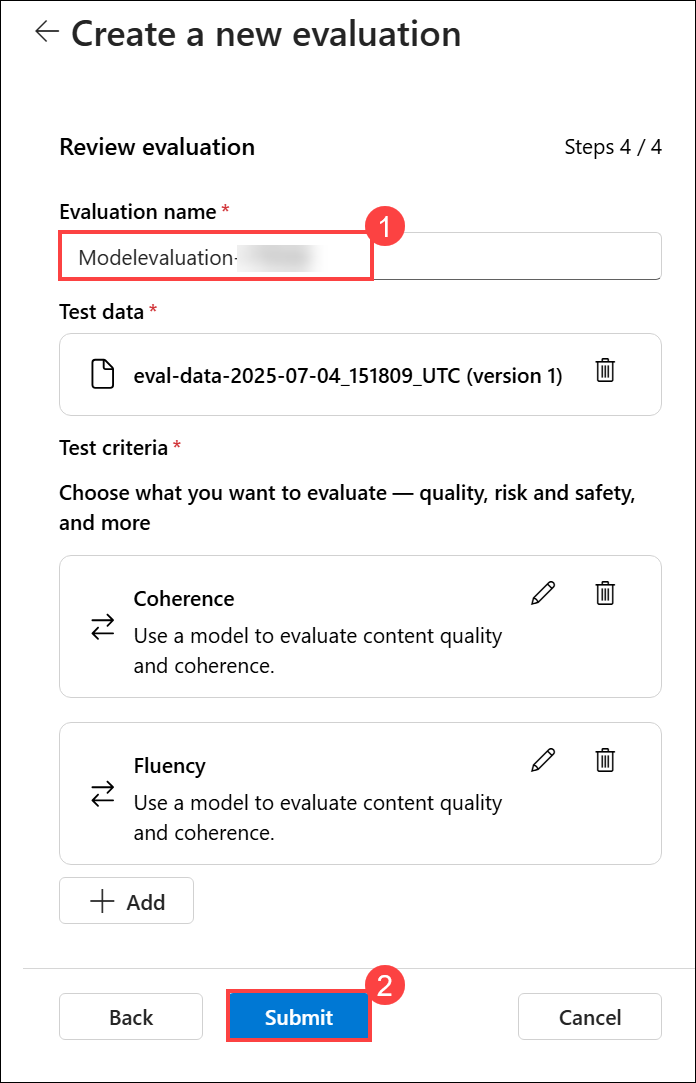 Create a new evaluation
Review evaluation
Steps 4 / 4
Evaluation name *
1
Modelevaluation-
Test data *
eval-data-2025-07-04_151809_UTC (version 1)
Test criteria *
Choose what you want to evaluate — quality, risk and safety,
and more
Coherence
Use a model to evaluate content quality
and coherence.
Fluency
Use a model to evaluate content quality
and coherence.
Add
2
Back
Submit
Cancel